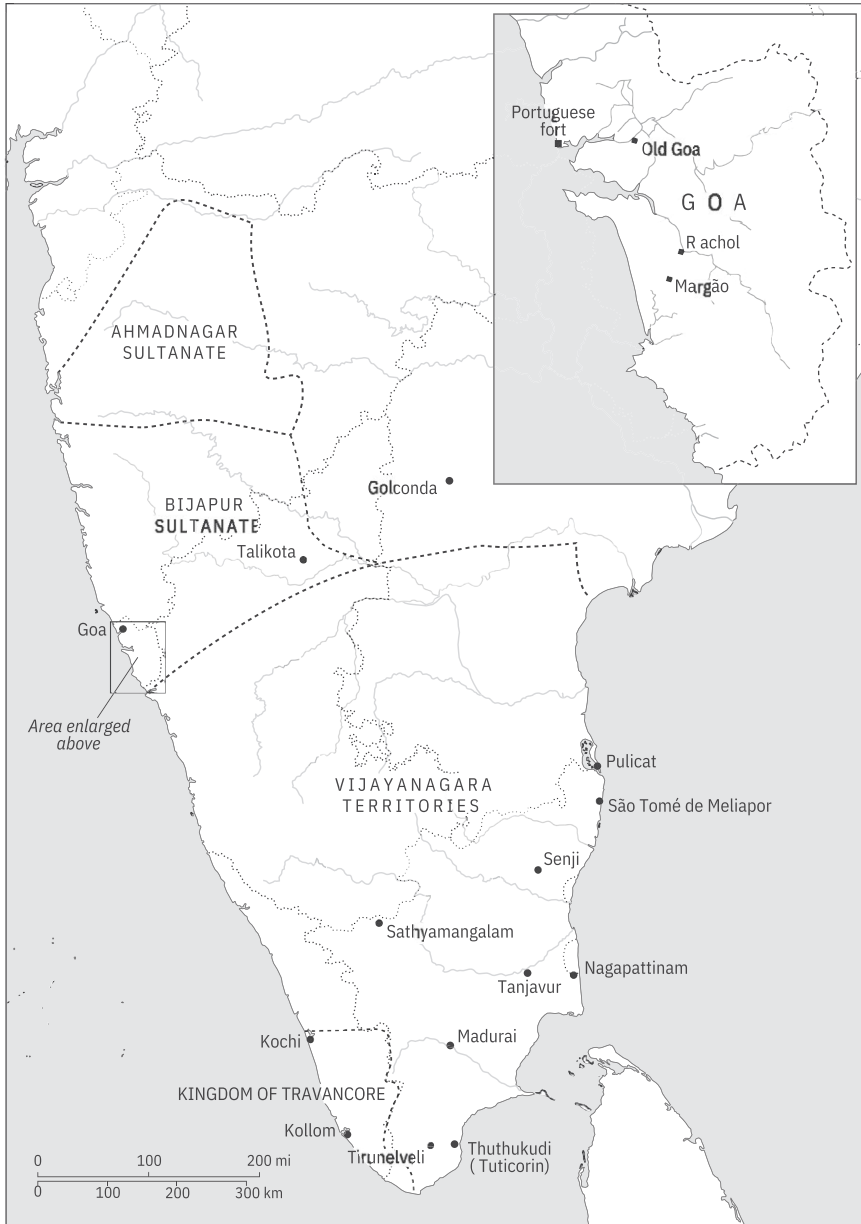 Portuguese
fort
Old Goa
G O A
R achol
Margão
AHMADNAGAR
SULTANATE
Golconda
BIJAPUR
SULTANATE
Talikota
Goa
Area enlarged
above
Pulicat
VIJAYANAGARA
TERRITORIES
São Tomé de Meliapor
Senji
Sathyamangalam
Nagapattinam
Tanjavur
Kochi
Madurai
KINGDOM OF TRAVANCORE
Kollom
Tirunelveli
Thuthukudi
( Tuticorin)
0 100 200 mi
0 100 200 300 km